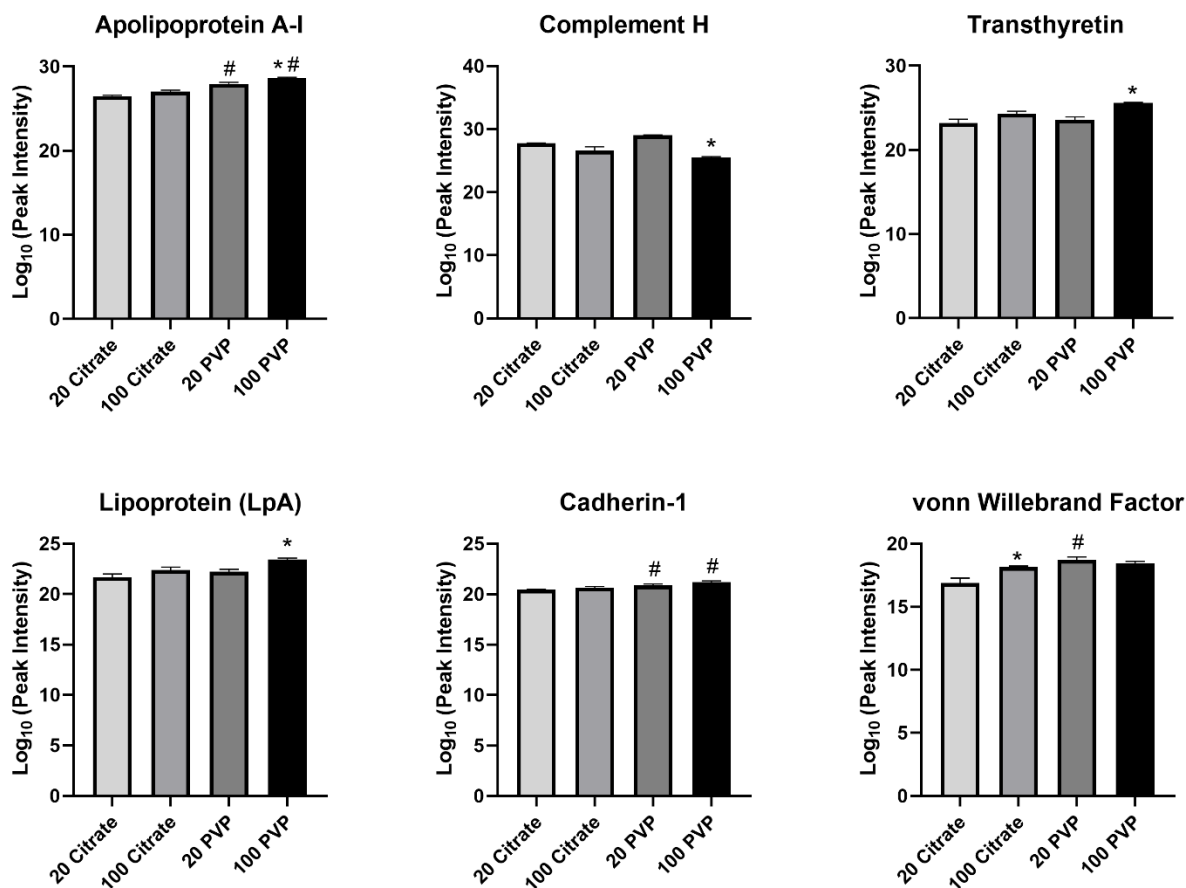 Apolipoprotein A-I
Log10 (Peak Intensity)
30
20
10
0
#
* #
20 Citrate
100 Citrate
20 PVP
100 PVP
Complement H
Log10 (Peak Intensity)
40
30
20
10
0
*
20 Citrate
100 Citrate
20 PVP
100 PVP
Transthyretin
Log10 (Peak Intensity)
30
20
10
0
*
20 Citrate
100 Citrate
20 PVP
100 PVP
Lipoprotein (LpA)
Log10 (Peak Intensity)
25
20
15
10
5
0
*
20 Citrate
100 Citrate
20 PVP
100 PVP
Cadherin-1
Log10 (Peak Intensity)
25
20
15
10
5
0
#
#
20 Citrate
100 Citrate
20 PVP
100 PVP
vonn Willebrand Factor
Log10 (Peak Intensity)
20
15
10
5
0
*
#
20 Citrate
100 Citrate
20 PVP
100 PVP